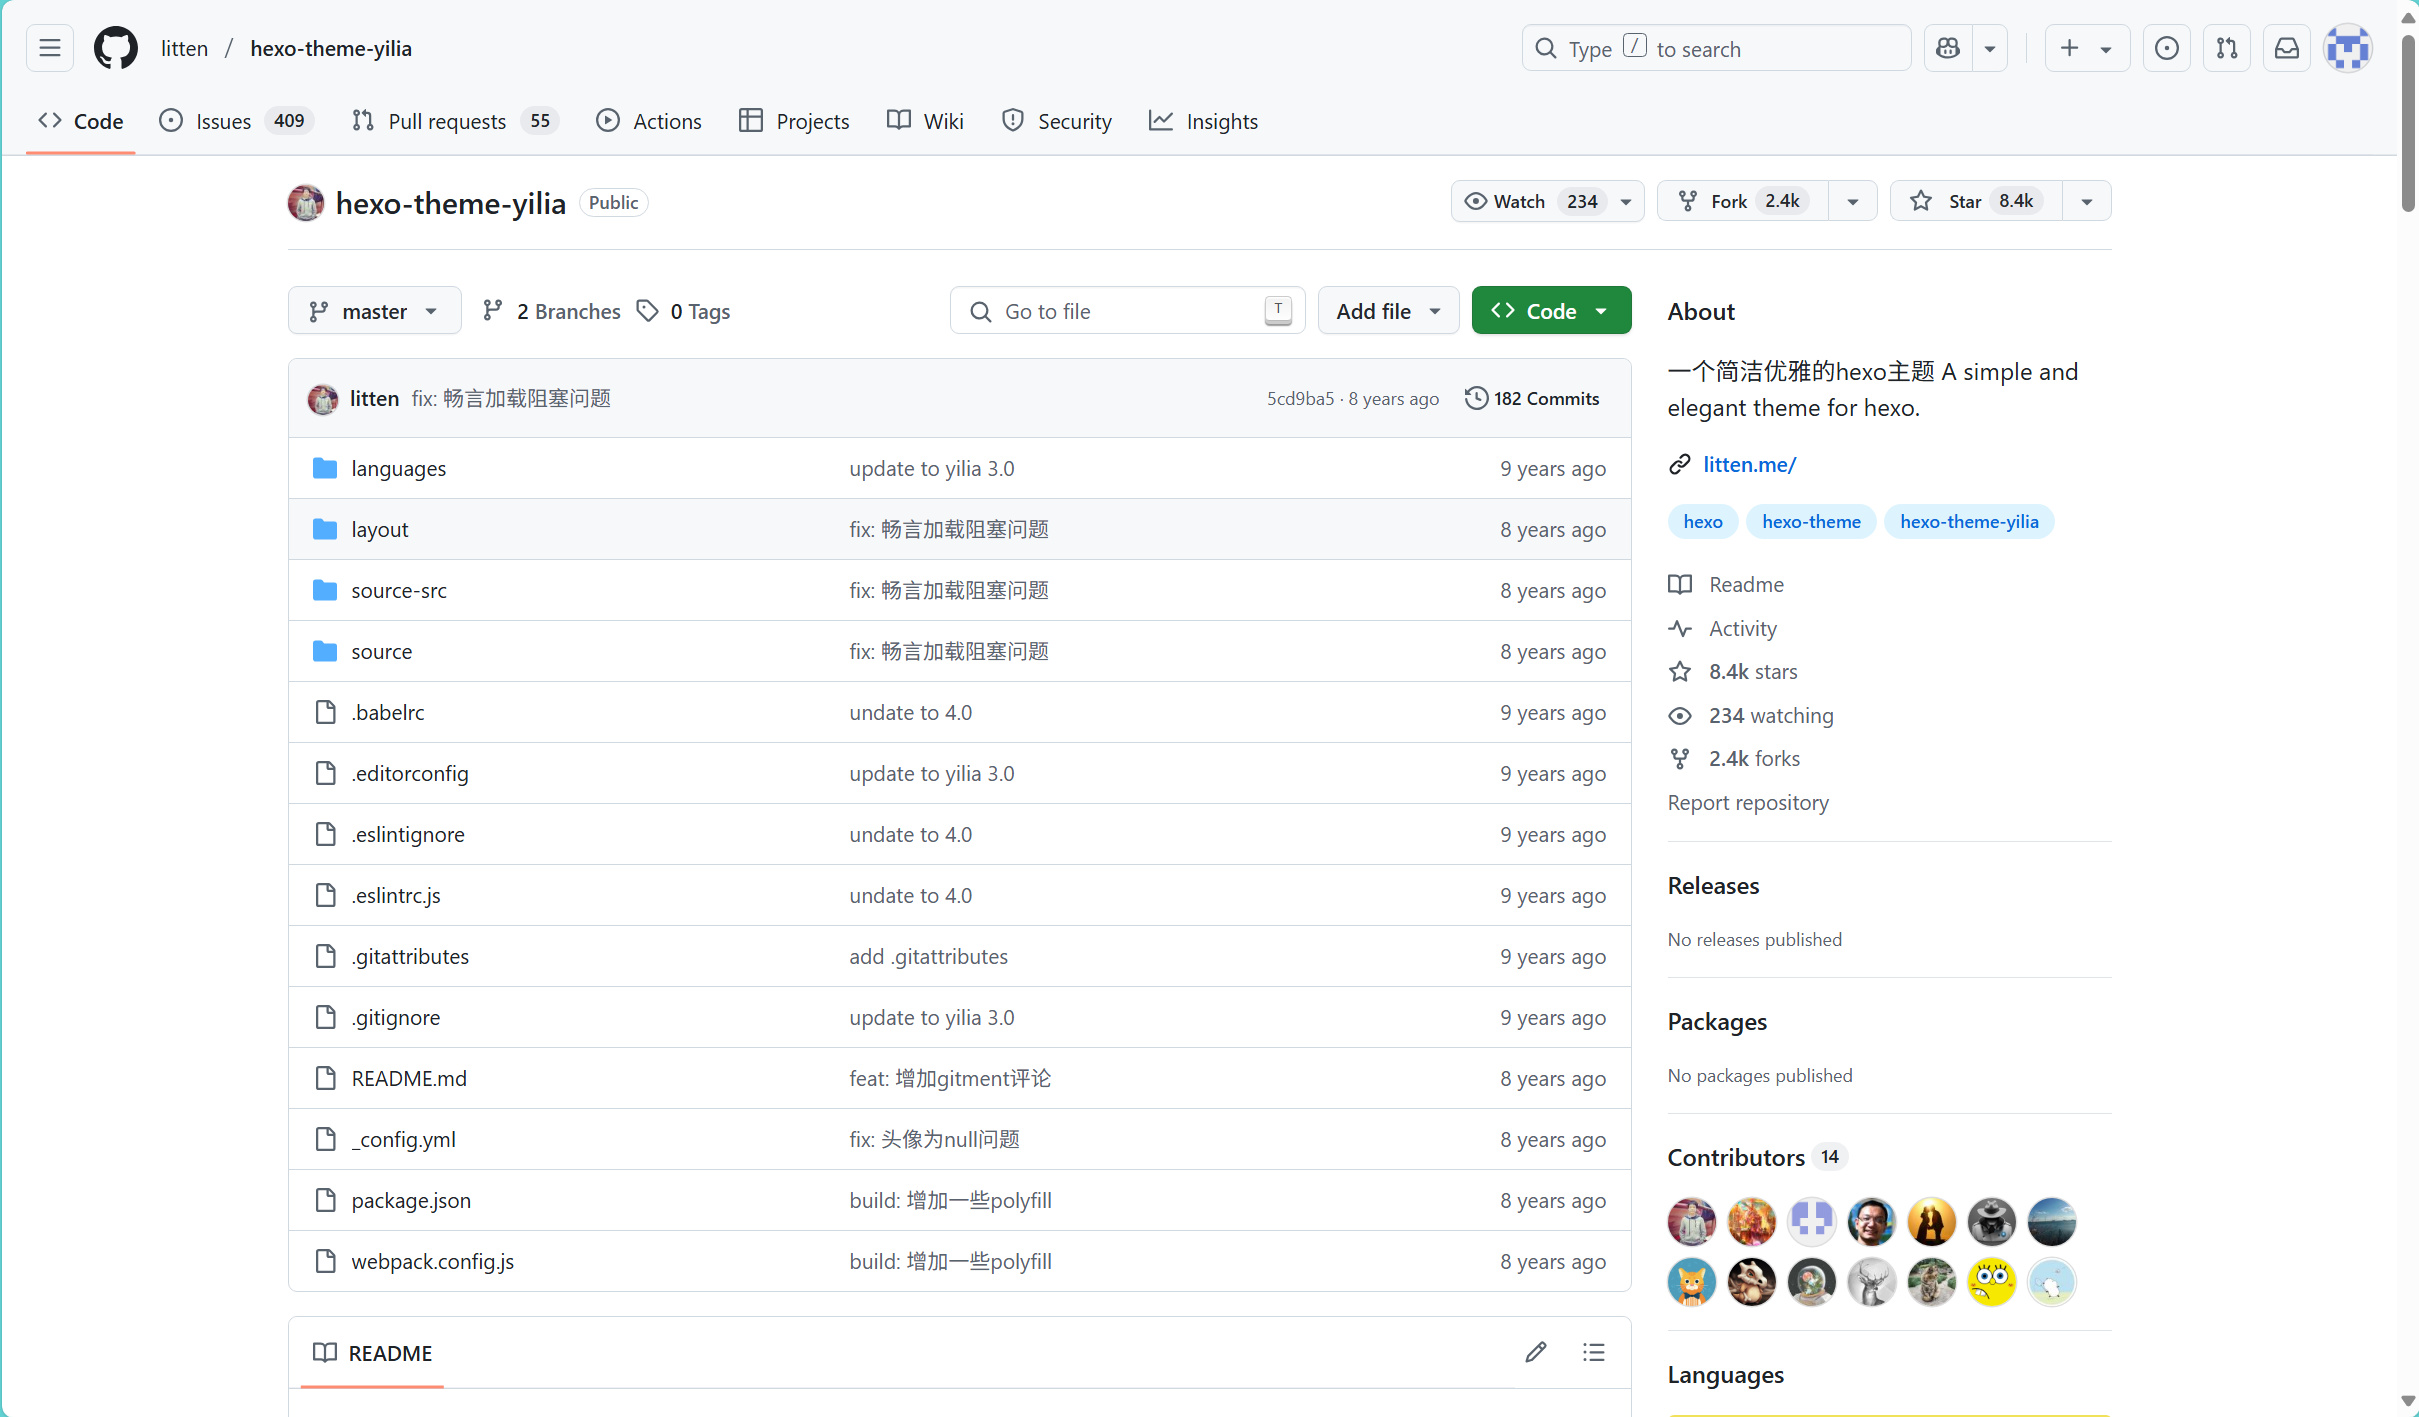 litten / hexo-theme-yilia
Type / to search
Code
Issues 409
Pull requests 55
Actions
Projects
Wiki
Security
Insights
hexo-theme-yilia Public
Watch 234
Fork 2.4k
Star 8.4k
master
2 Branches
0 Tags
Go to file T
Add file
Code
litten fix: 畅言加载阻塞问题 5cd9ba5 · 8 years ago 182 Commits
languages update to yilia 3.0 9 years ago
layout fix: 畅言加载阻塞问题 8 years ago
source-src fix: 畅言加载阻塞问题 8 years ago
source fix: 畅言加载阻塞问题 8 years ago
.babelrc undate to 4.0 9 years ago
.editorconfig update to yilia 3.0 9 years ago
.eslintignore undate to 4.0 9 years ago
.eslintrc.js undate to 4.0 9 years ago
.gitattributes add .gitattributes 9 years ago
.gitignore update to yilia 3.0 9 years ago
README.md feat: 增加gitment评论 8 years ago
_config.yml fix: 头像为null问题 8 years ago
package.json build: 增加一些polyfill 8 years ago
webpack.config.js build: 增加一些polyfill 8 years ago
README
About
一个简洁优雅的hexo主题 A simple and
elegant theme for hexo.
litten.me/
hexo hexo-theme hexo-theme-yilia
Readme
Activity
8.4k stars
234 watching
2.4k forks
Report repository
Releases
No releases published
Packages
No packages published
Contributors 14
Languages